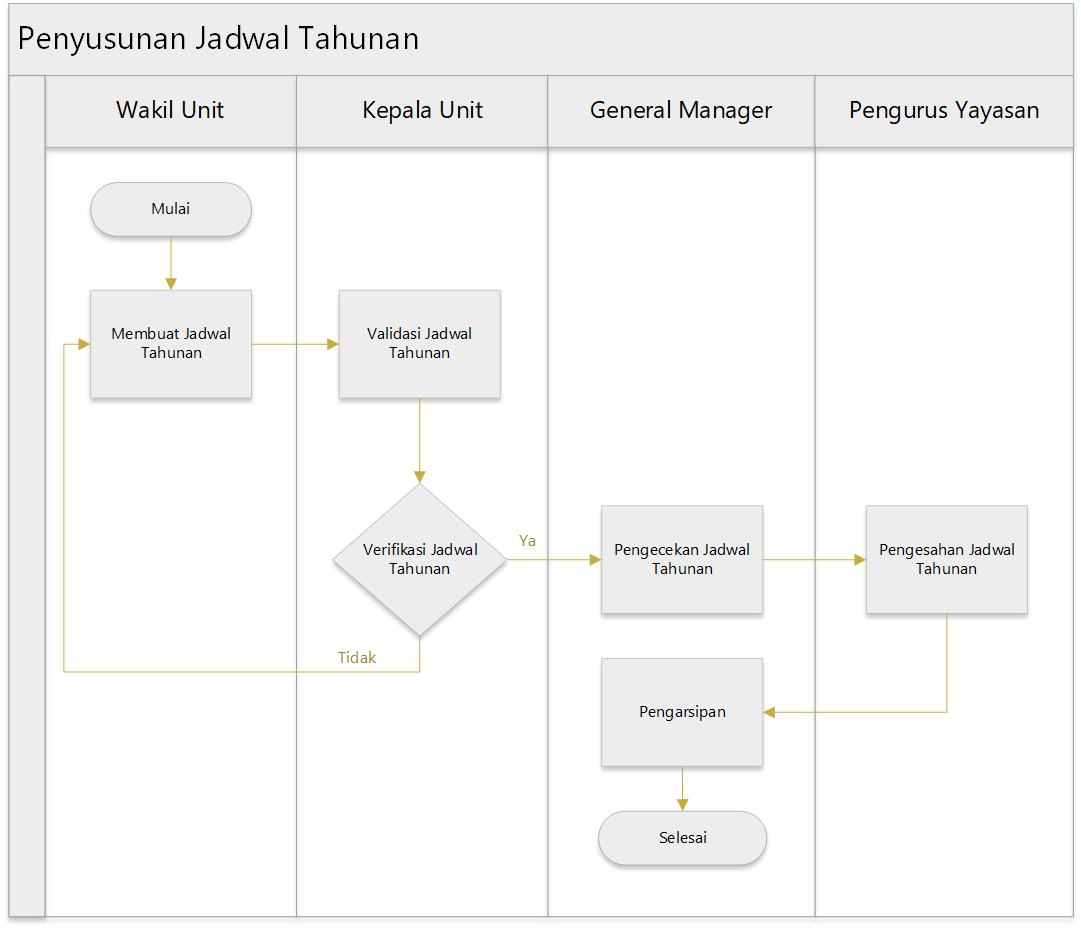 Penyusunan Jadwal Tahunan
Wakil Unit
Kepala Unit
General Manager
Pengurus Yayasan
Mulai
Membuat Jadwal
Tahunan
Validasi Jadwal
Tahunan
Verifikasi Jadwal
Tahunan
Ya
Tidak
Pengecekan Jadwal
Tahunan
Pengesahan Jadwal
Tahunan
Pengarsipan
Selesai